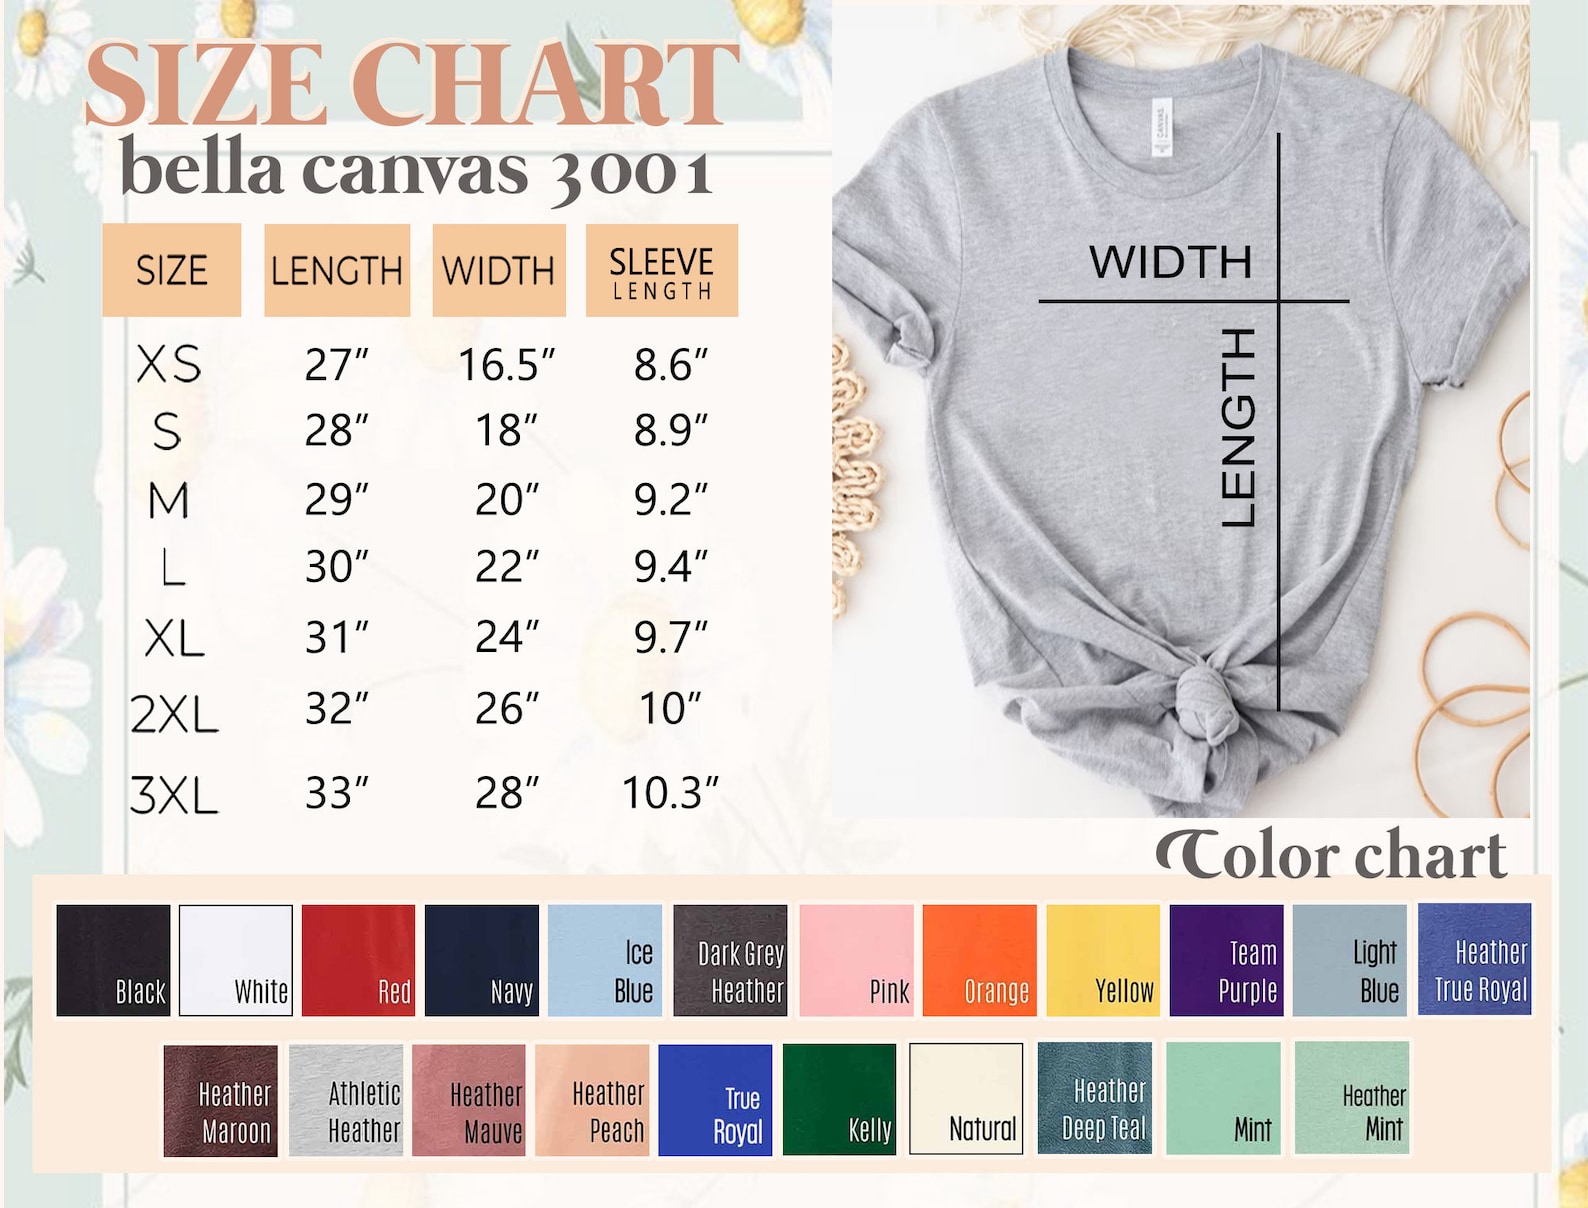 SIZE CHART
bella canvas 3001
SIZE LENGTH WIDTH SLEEVE LENGTH
XS 27” 16.5” 8.6”
S 28” 18” 8.9”
M 29” 20” 9.2”
L 30” 22” 9.4”
XL 31” 24” 9.7”
2XL 32” 26” 10”
3XL 33” 28” 10.3”
CANVAS
WIDTH
LENGTH
Color chart
Black
White
Red
Navy
Ice
Blue
Dark Grey
Heather
Pink
Orange
Yellow
Team
Purple
Light
Blue
Heather
True Royal
Heather
Maroon
Athletic
Heather
Heather
Mauve
Heather
Peach
True
Royal
Kelly
Natural
Heather
Deep Teal
Mint
Heather
Mint